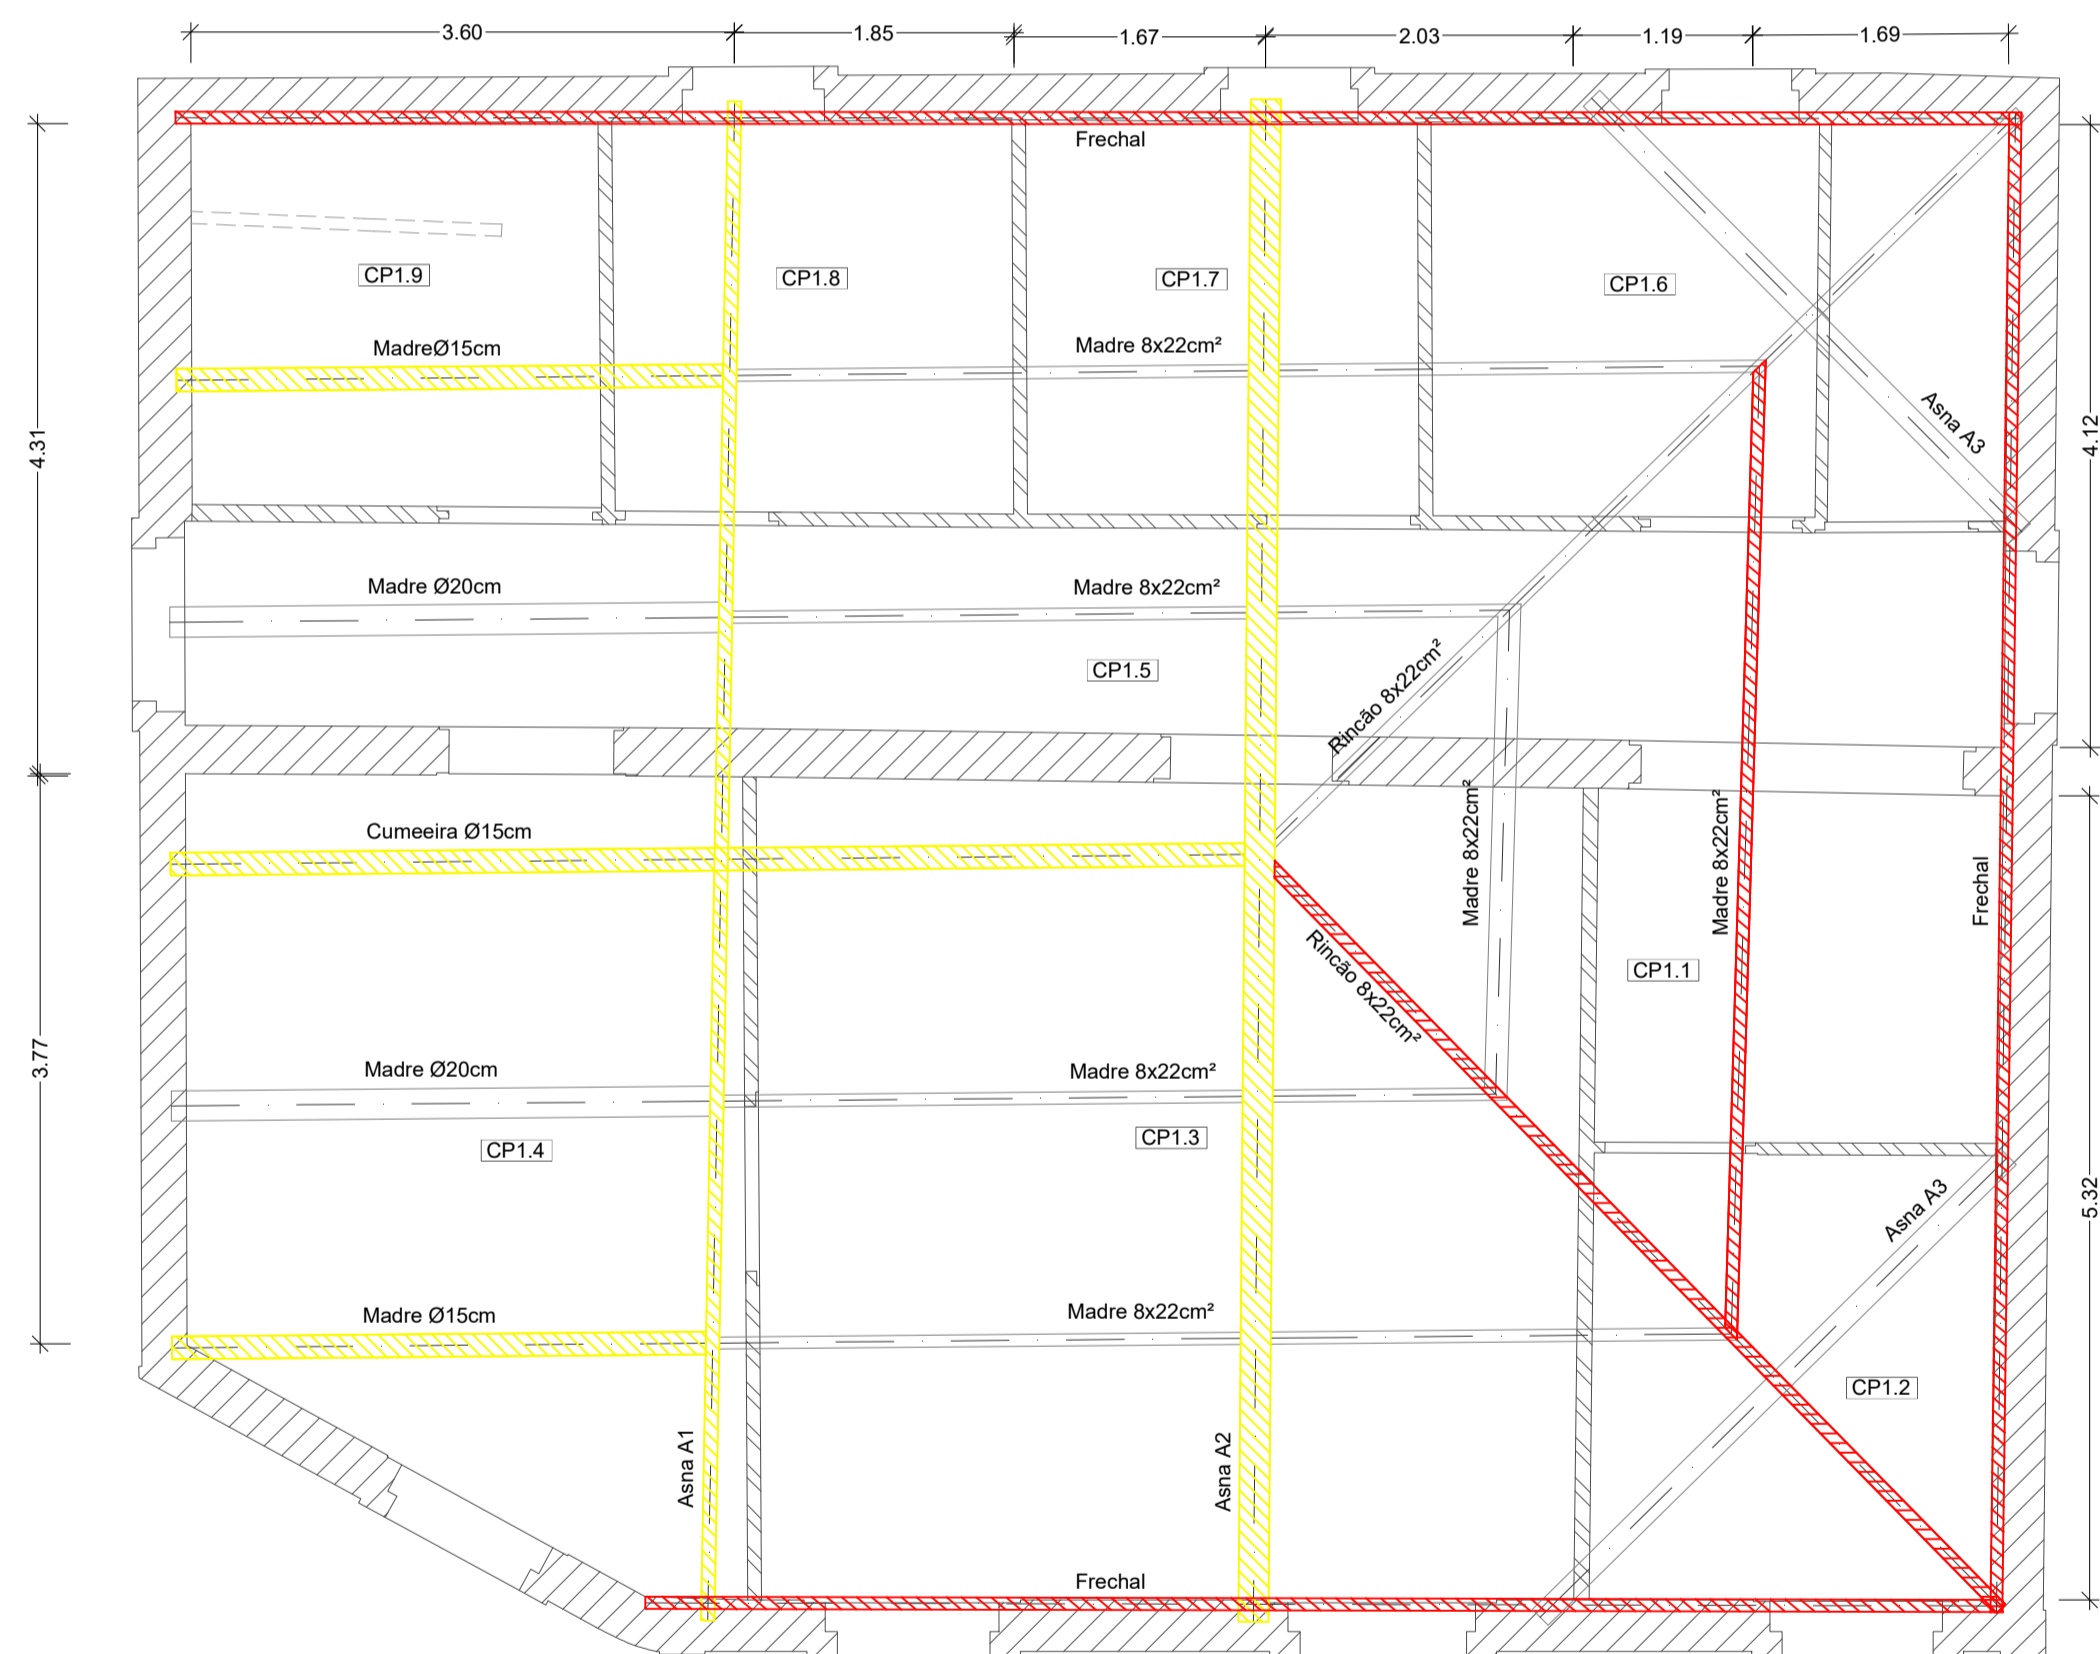 3.60
1.85
1.67
2.03
1.19
1.69
Frechal
CP1.9
CP1.8
CP1.7
CP1.6
MadreØ15cm
Madre 8x22cm²
Asna A3
4.31
4.12
Madre Ø20cm
Madre 8x22cm²
CP1.5
Rincão 8x22cm²
Madre 8x22cm²
Madre 8x22cm²
Cumeeira Ø15cm
Frechal
Rincão 8x22cm²
CP1.1
3.77
Madre Ø20cm
Madre 8x22cm²
CP1.4
CP1.3
Asna A3
5.32
Madre Ø15cm
Madre 8x22cm²
CP1.2
Asna A1
Asna A2
Frechal